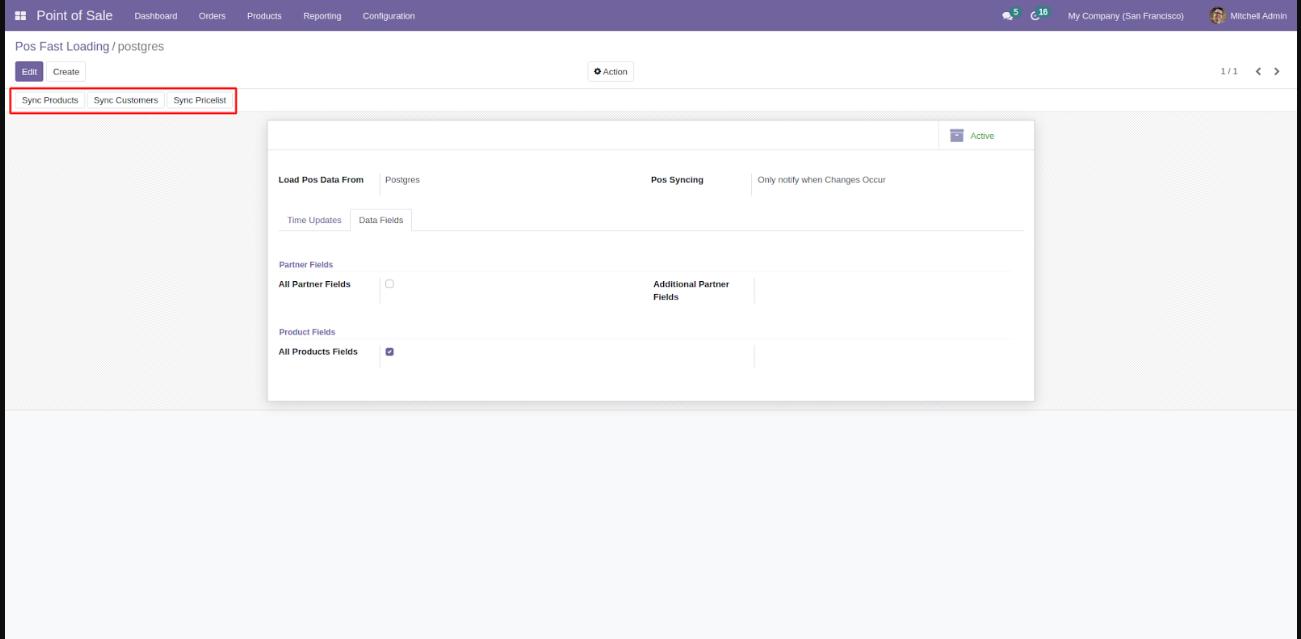 Point of Sale Dashboard Orders Products Reporting Configuration 5 16 My Company (San Francisco) Mitchell Admin
Pos Fast Loading / postgres
Edit Create Action 1 / 1
Sync Products Sync Customers Sync Pricelist
Active
Load Pos Data From Postgres Pos Syncing Only notify when Changes Occur
Time Updates Data Fields
Partner Fields
All Partner Fields Additional Partner
Fields
Product Fields
All Products Fields